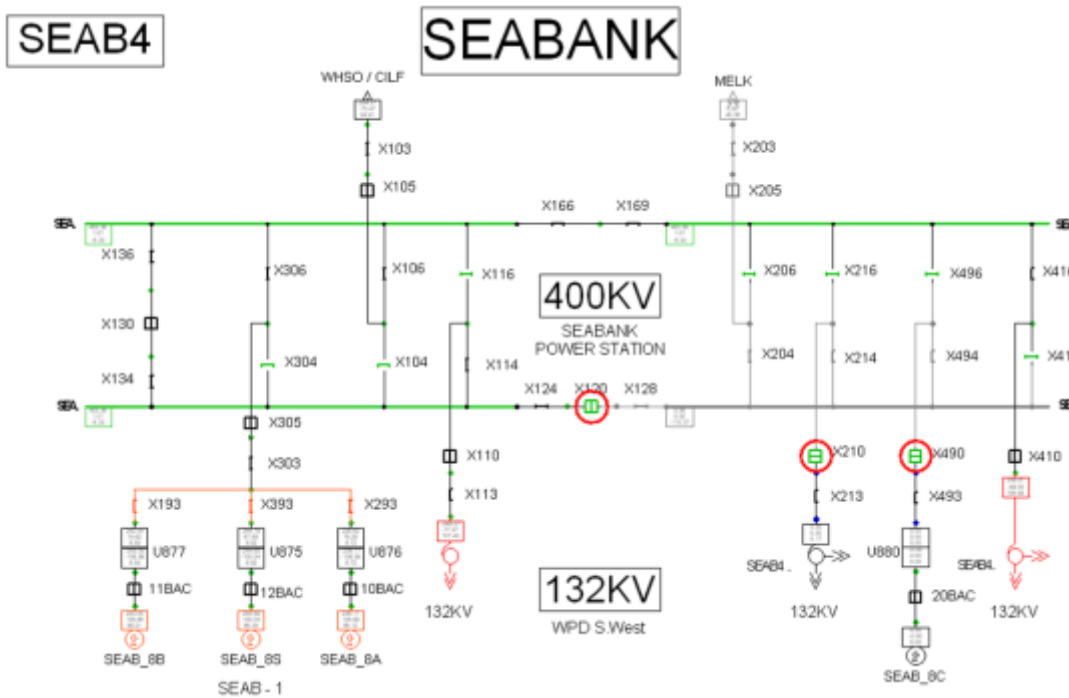 SEAB4
SEABANK
WHSO / CILF
MELK
X103
X203
X105
X205
X166
X169
SEA.
X136
X306
X106
X116
X206
X216
X496
400KV
X130
SEABANK
POWER STATION
X304
X104
X114
X204
X214
X494
X134
X124
X120
X128
SEA.
X305
X110
X210
X490
X410
X303
X113
X213
X493
X193
X393
X293
U877
U875
U876
U880
SEAB4.
SEAB4.
11BAC
12BAC
10BAC
132KV
132KV
132KV
20BAC
132KV
WPD S.West
SEAB_8B
SEAB_8S
SEAB_8A
SEAB_8C
SEAB - 1